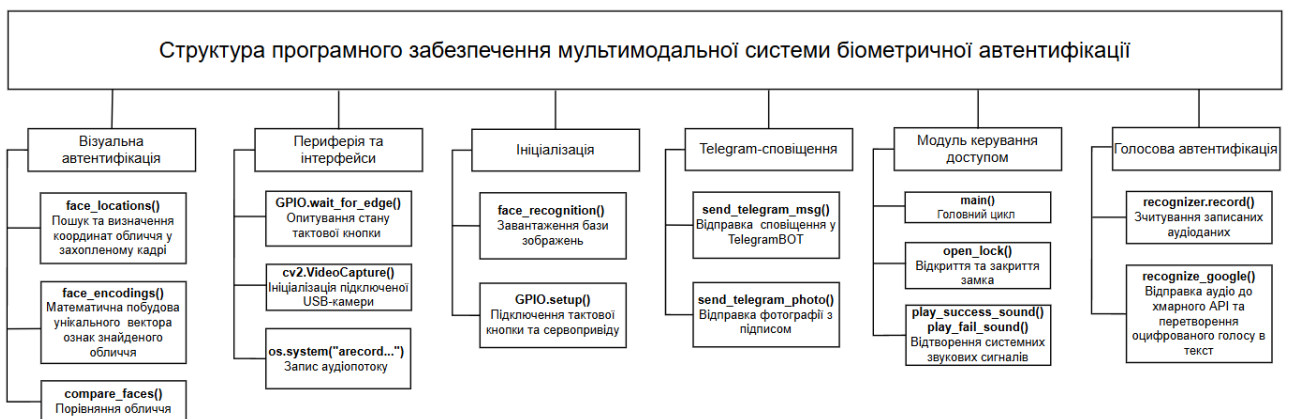 Структура програмного забезпечення мультимодальної системи біометричної автентифікації
Візуальна
автентифікація
face_locations()
Пошук та визначення
координат обличчя у
захопленому кадрі
face_encodings()
Математична побудова
унікального вектора
ознак знайденого
обличчя
compare_faces()
Порівняння обличчя
Периферія та
інтерфейси
GPIO.wait_for_edge()
Опитування стану
тактової кнопки
cv2.VideoCapture()
Ініціалізація підключеної
USB-камери
os.system("arecord...")
Запис аудіопотоку
Ініціалізація
face_recognition()
Завантаження бази
зображень
GPIO.setup()
Підключення тактової
кнопки та сервопривіду
Telegram-сповіщення
send_telegram_msg()
Відправка сповіщення у
TelegramBOT
send_telegram_photo()
Відправка фотографії з
підписом
Модуль керування
доступом
main()
Головний цикл
open_lock()
Відкриття та закриття
замка
play_success_sound()
play_fail_sound()
Відтворення системних
звукових сигналів
Голосова автентифікація
recognizer.record()
Зчитування записаних
аудіоданих
recognize_google()
Відправка аудіо до
хмарного API та
перетворення
оцифрованого голосу в
текст